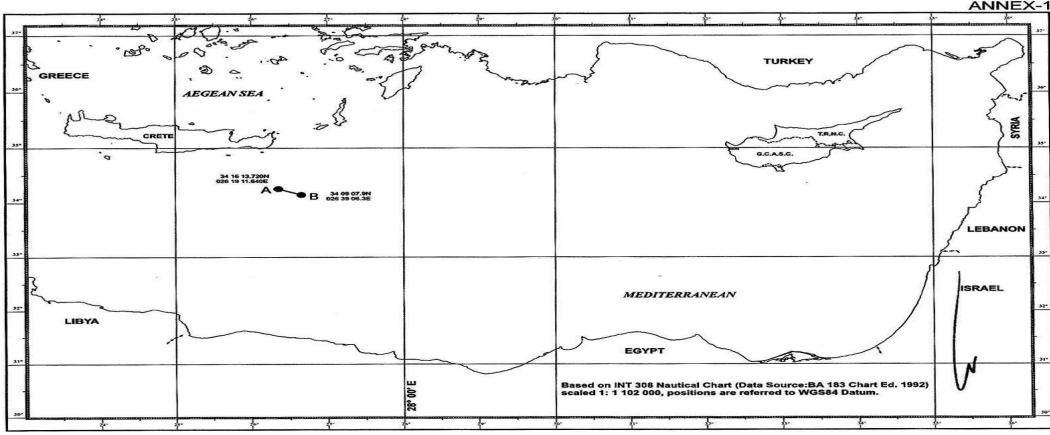 ANNEX-1
GREECE
TURKEY
AEGEAN SEA
CRETE
T.R.N.C.
G.C.A.S.C.
SYRIA
34 16 13.720N
026 19 11.640E
A
B
34 09 07.9N
026 39 06.3E
LEBANON
MEDITERRANEAN
ISRAEL
LIBYA
EGYPT
28° 00' E
Based on INT 308 Nautical Chart (Data Source:BA 183 Chart Ed. 1992)
scaled 1: 1 102 000, positions are referred to WGS84 Datum.